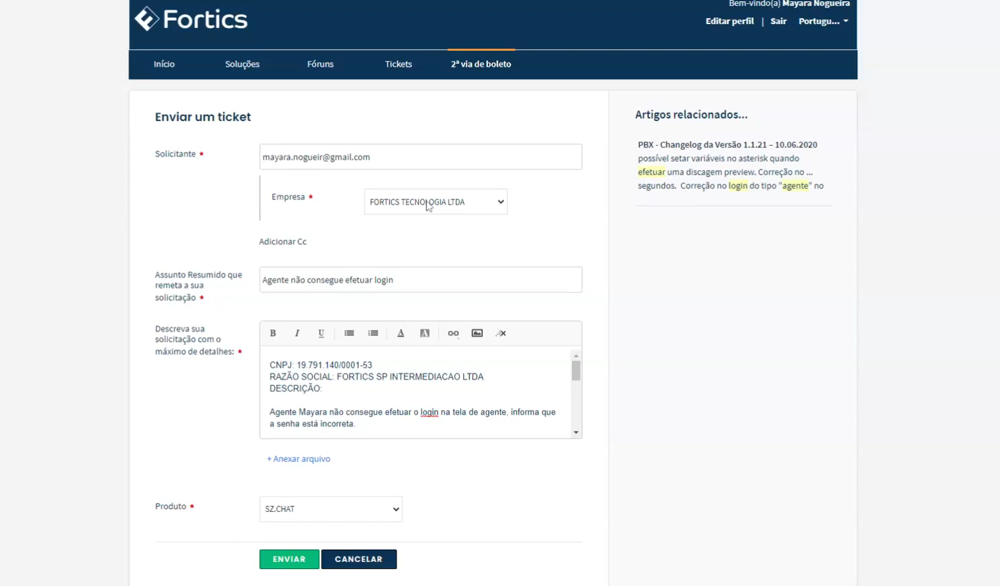 Fortics
Bem-vindo(a) Mayara Nogueira
Editar perfil | Sair Portugu...
Início Soluções Fóruns Tickets 2ª via de boleto
Enviar um ticket
Solicitante *
mayara.nogueir@gmail.com
Empresa *
FORTICS TECNOLOGIA LTDA
Adicionar Cc
Assunto Resumido que
remeta a sua
solicitação *
Agente não consegue efetuar login
Descreva sua
solicitação com o
máximo de detalhes: *
B I U A A
CNPJ: 19.791.140/0001-53
RAZÃO SOCIAL: FORTICS SP INTERMEDIACAO LTDA
DESCRIÇÃO:
Agente Mayara não consegue efetuar o login na tela de agente, informa que
a senha está incorreta.
+ Anexar arquivo
Produto *
SZ.CHAT
ENVIAR CANCELAR
Artigos relacionados...
PBX - Changelog da Versão 1.1.21 – 10.06.2020
possível setar variáveis no asterisk quando
efetuar uma discagem preview. Correção no ...
segundos. Correção no login do tipo "agente" no